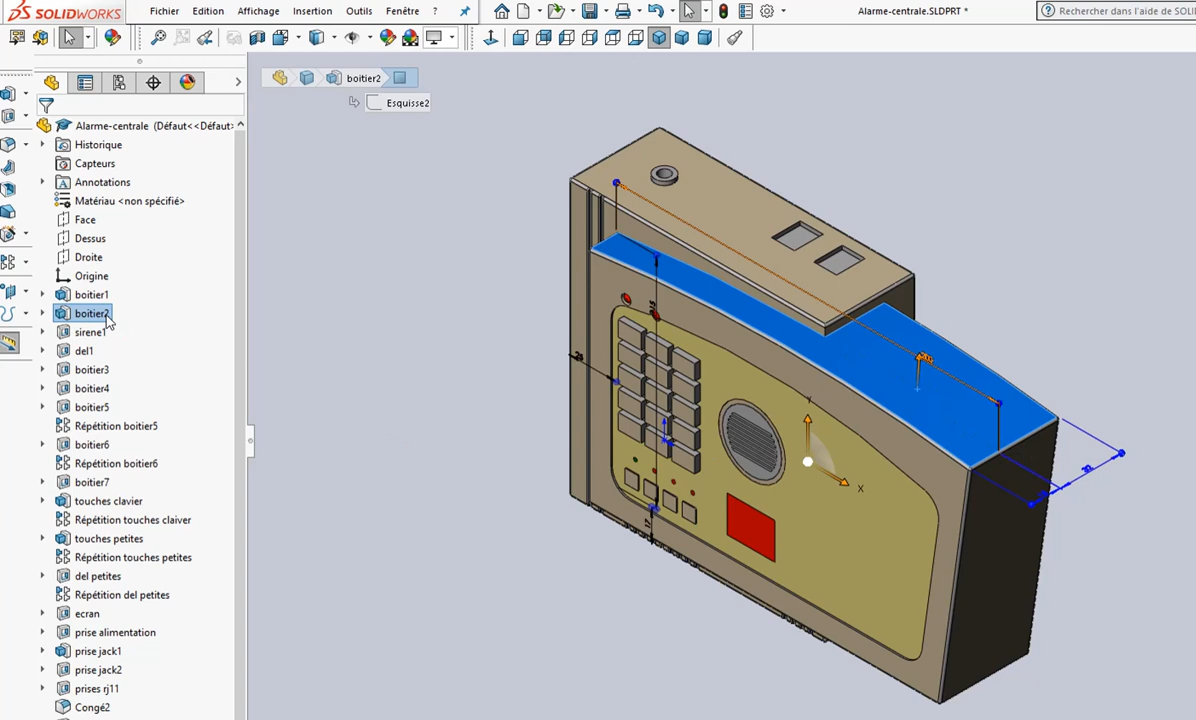 SOLIDWORKS
Fichier Edition Affichage Insertion Outils Fenêtre
Alarme-centrale.SLDPRT *
Rechercher dans l'aide de SOLI
boitier2
Esquisse2
Alarme-centrale (Défaut<<Défaut>
Historique
Capteurs
Annotations
Matériau <non spécifié>
Face
Dessus
Droite
Origine
boitier1
boitier2
sirene1
del1
boitier3
boitier4
boitier5
Répétition boitier5
boitier6
Répétition boitier6
boitier7
touches clavier
Répétition touches claiver
touches petites
Répétition touches petites
del petites
Répétition del petites
ecran
prise alimentation
prise jack1
prise jack2
prises rj11
Congé2
Y
X
17